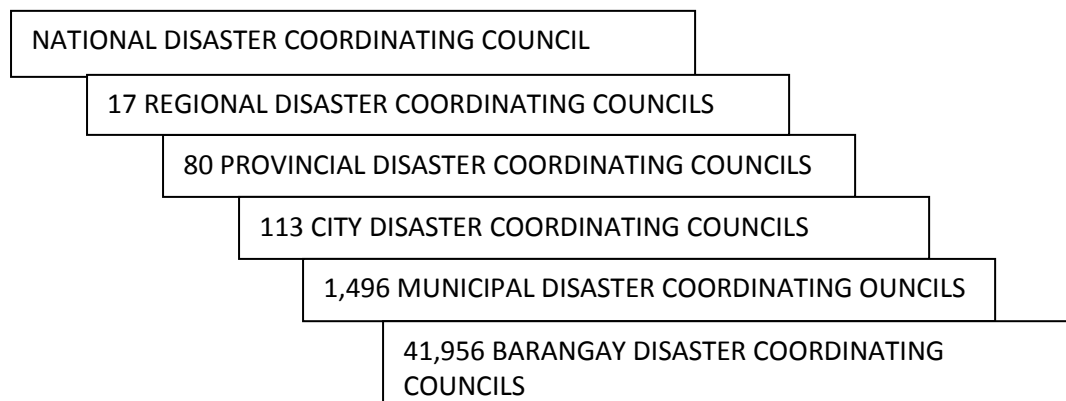 NATIONAL DISASTER COORDINATING COUNCIL
17 REGIONAL DISASTER COORDINATING COUNCILS
80 PROVINCIAL DISASTER COORDINATING COUNCILS
113 CITY DISASTER COORDINATING COUNCILS
1,496 MUNICIPAL DISASTER COORDINATING OUNCILS
41,956 BARANGAY DISASTER COORDINATING
COUNCILS